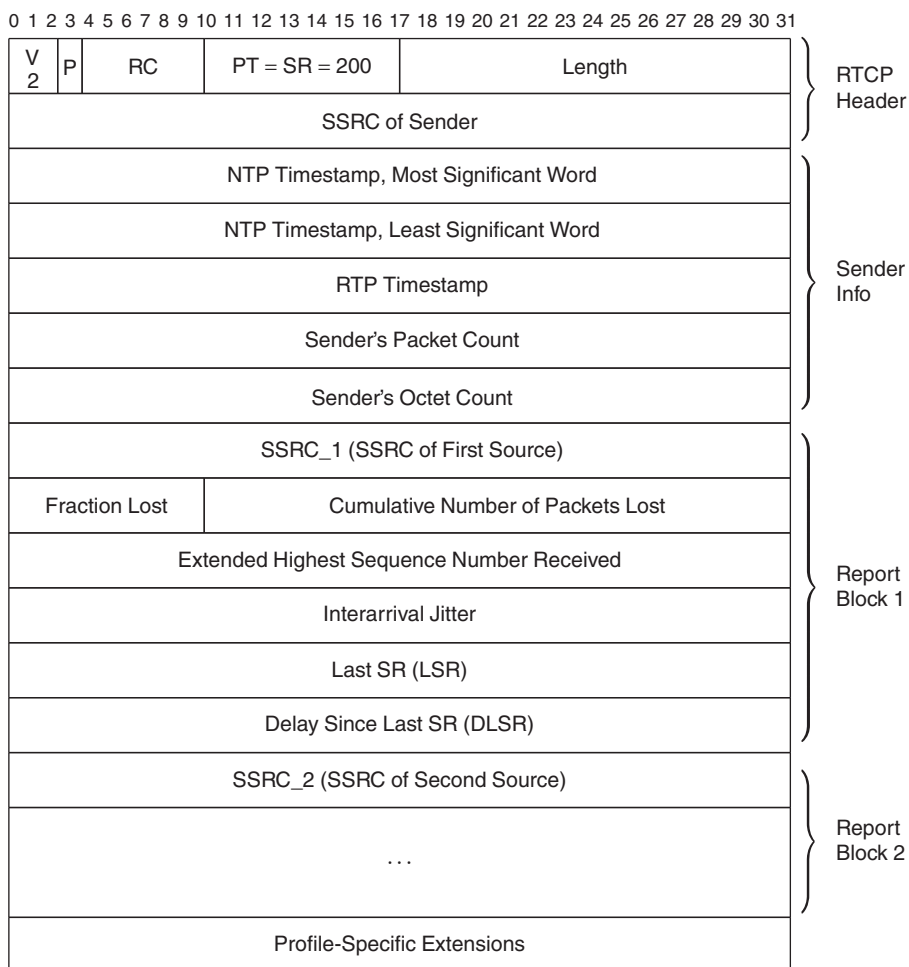 0 1 2 3 4 5 6 7 8 9 10 11 12 13 14 15 16 17 18 19 20 21 22 23 24 25 26 27 28 29 30 31
V
2
P
RC
PT = SR = 200
Length
RTCP
Header
SSRC of Sender
NTP Timestamp, Most Significant Word
NTP Timestamp, Least Significant Word
RTP Timestamp
Sender
Info
Sender's Packet Count
Sender's Octet Count
SSRC_1 (SSRC of First Source)
Fraction Lost
Cumulative Number of Packets Lost
Extended Highest Sequence Number Received
Report
Block 1
Interarrival Jitter
Last SR (LSR)
Delay Since Last SR (DLSR)
SSRC_2 (SSRC of Second Source)
...
Report
Block 2
Profile-Specific Extensions